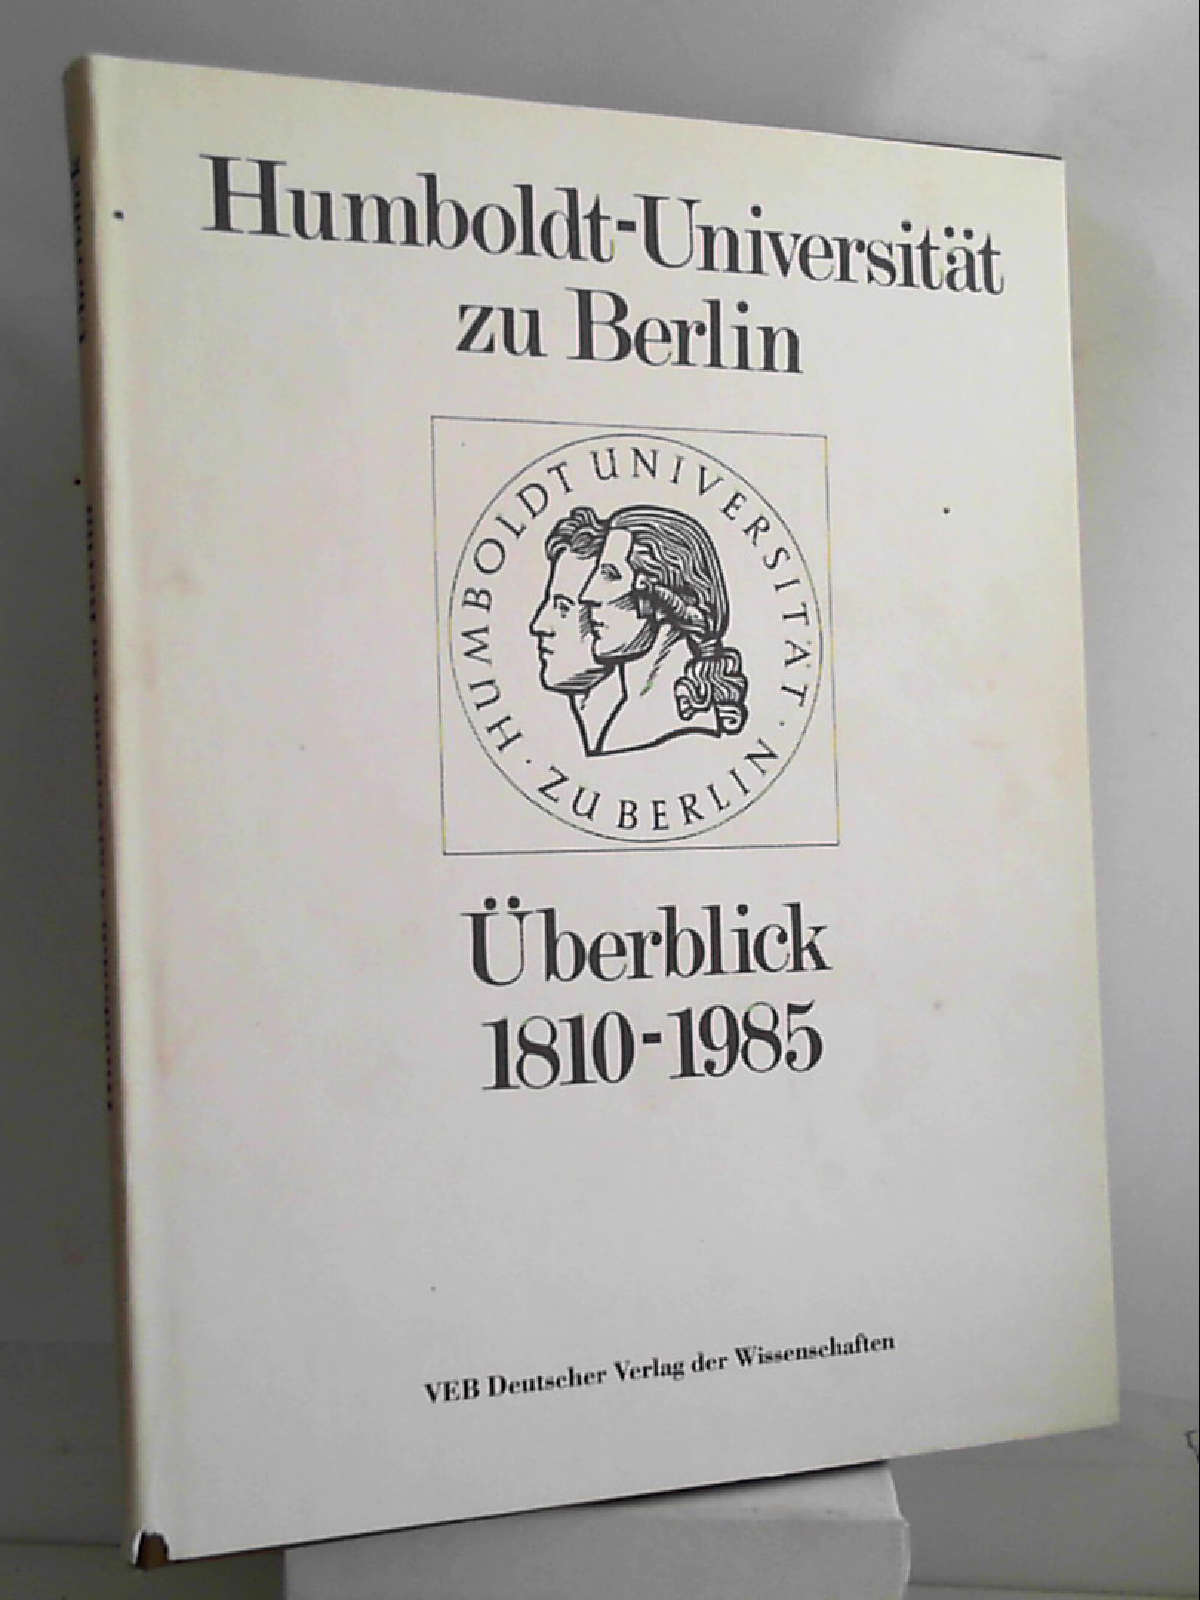 Humboldt-Universität
zu Berlin
HUMBOLDT UNIVERSITÄT · ZU BERLIN ·
Überblick
1810-1985
VEB Deutscher Verlag der Wissenschaften